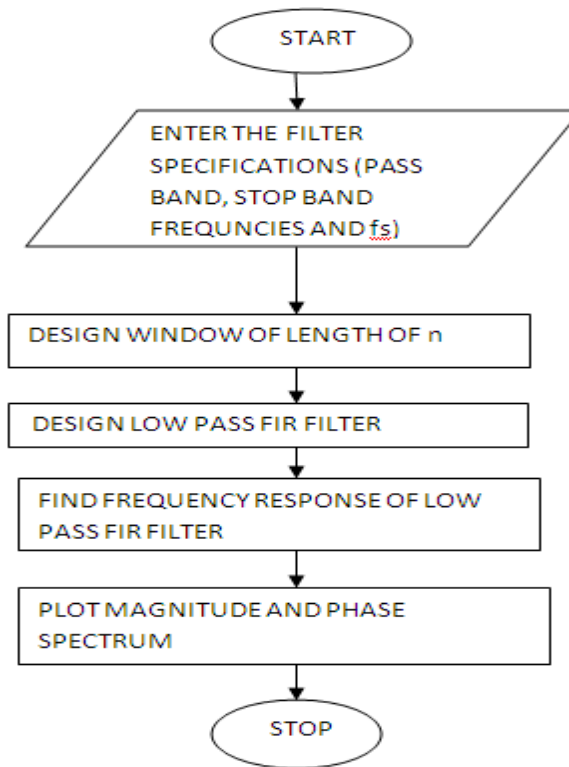 START
ENTER THE FILTER
SPECIFICATIONS (PASS
BAND, STOP BAND
FREQUNCIES AND fs)
DESIGN WINDOW OF LENGTH OF n
DESIGN LOW PASS FIR FILTER
FIND FREQUENCY RESPONSE OF LOW
PASS FIR FILTER
PLOT MAGNITUDE AND PHASE
SPECTRUM
STOP